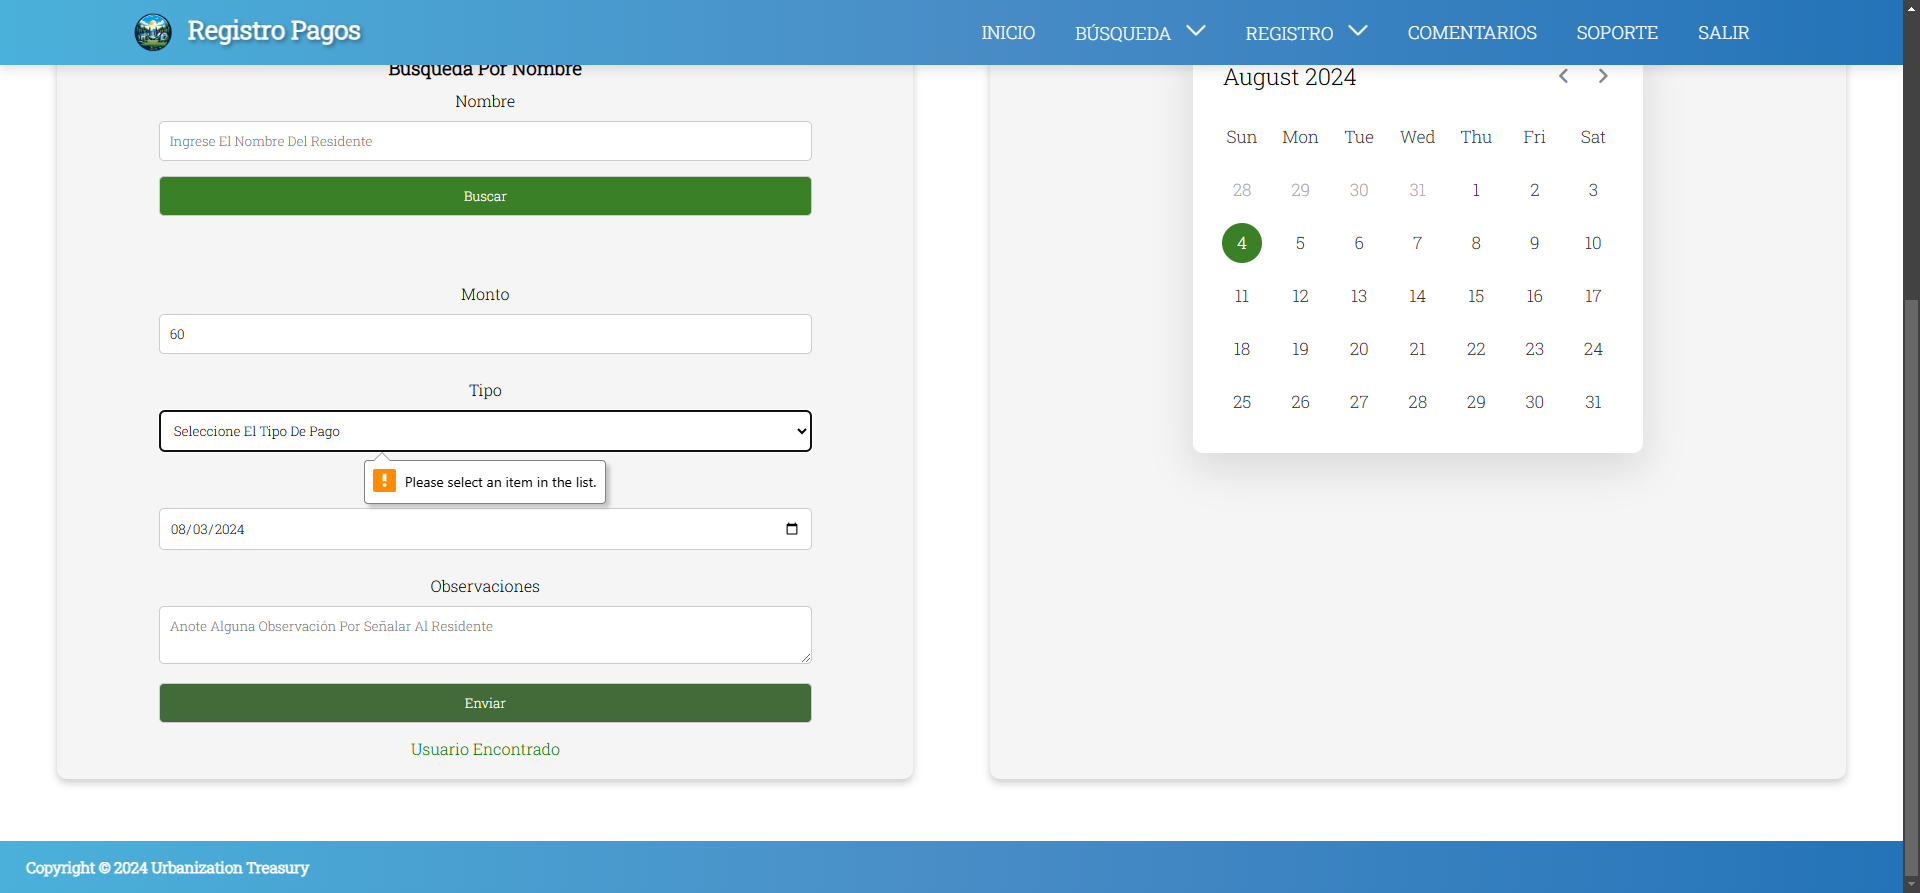 Registro Pagos
INICIO
BÚSQUEDA
REGISTRO
COMENTARIOS
SOPORTE
SALIR
Busqueda Por Nombre
Nombre
Ingrese El Nombre Del Residente
Buscar
Monto
60
Tipo
Seleccione El Tipo De Pago
Please select an item in the list.
08/03/2024
Observaciones
Anote Alguna Observación Por Señalar Al Residente
Enviar
Usuario Encontrado
August 2024
Sun Mon Tue Wed Thu Fri Sat
28 29 30 31 1 2 3
4 5 6 7 8 9 10
11 12 13 14 15 16 17
18 19 20 21 22 23 24
25 26 27 28 29 30 31
Copyright © 2024 Urbanization Treasury